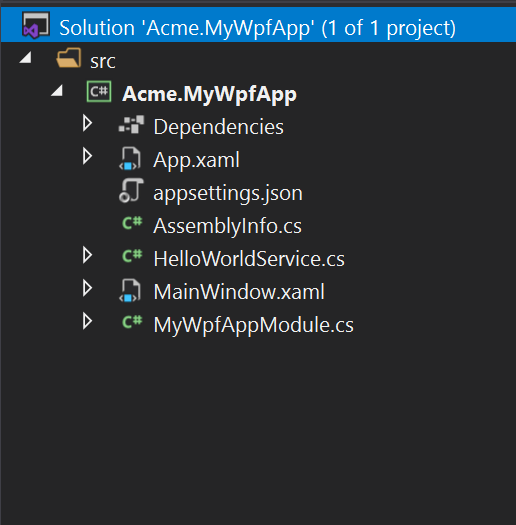 Solution 'Acme.MyWpfApp' (1 of 1 project)
src
C# Acme.MyWpfApp
Dependencies
App.xaml
appsettings.json
C# AssemblyInfo.cs
C# HelloWorldService.cs
MainWindow.xaml
C# MyWpfAppModule.cs